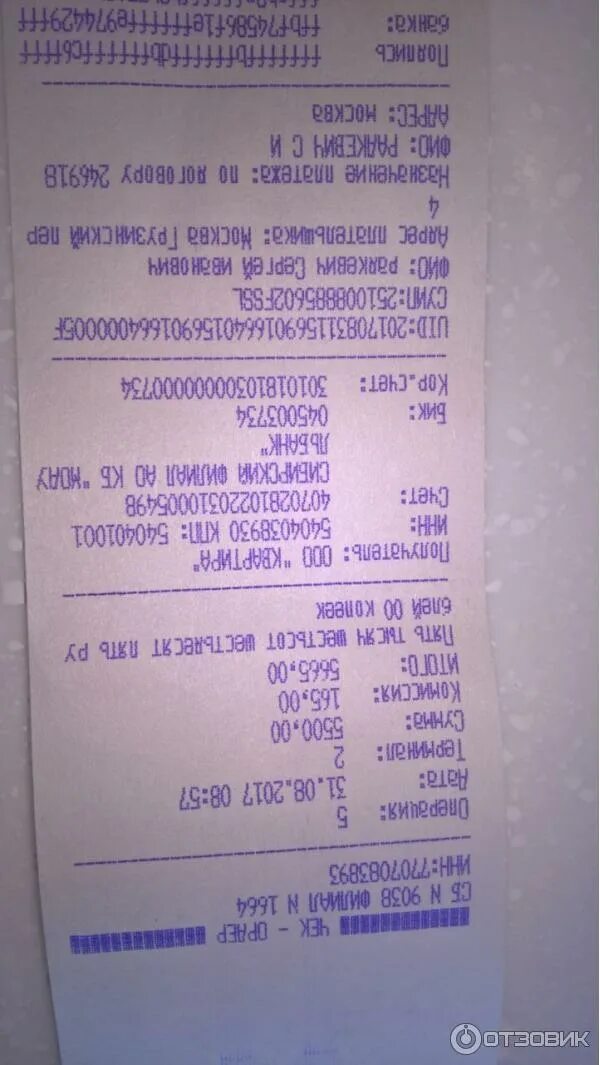 ЧЕК - ОРДЕР
СБ N 9038 ФИЛИАЛ N 1664
ИНН:7707083893
Операция: 5
Дата: 31.08.2017 08:57
Терминал: 2
Сумма: 5500,00
Комиссия: 165,00
ИТОГО: 5665,00
Пять тысяч шестьсот шестьдесят пять ру
блей 00 копеек
Получатель: ООО "КВАРТИРА"
ИНН: 5404038930 КПП: 540401001
Счет: 40702810220310005498
СИБИРСКИЙ ФИЛИАЛ АО КБ "МОДУ
ЛЬБАНК"
Бик: 045003734
Кор.счет: 30101810300000000734
UID:20170831156901664015690166400005F
СУИП:251008885602FSSL
ФИО: радкевич Сергей иванович
Адрес плательщика: Москва Грузинский пер
4
Назначение платежа: по договору 246918
ФИО: РАДКЕВИЧ С И
АДРЕС: МОСКВА
Подпись
банка:
ОТЗОВИК